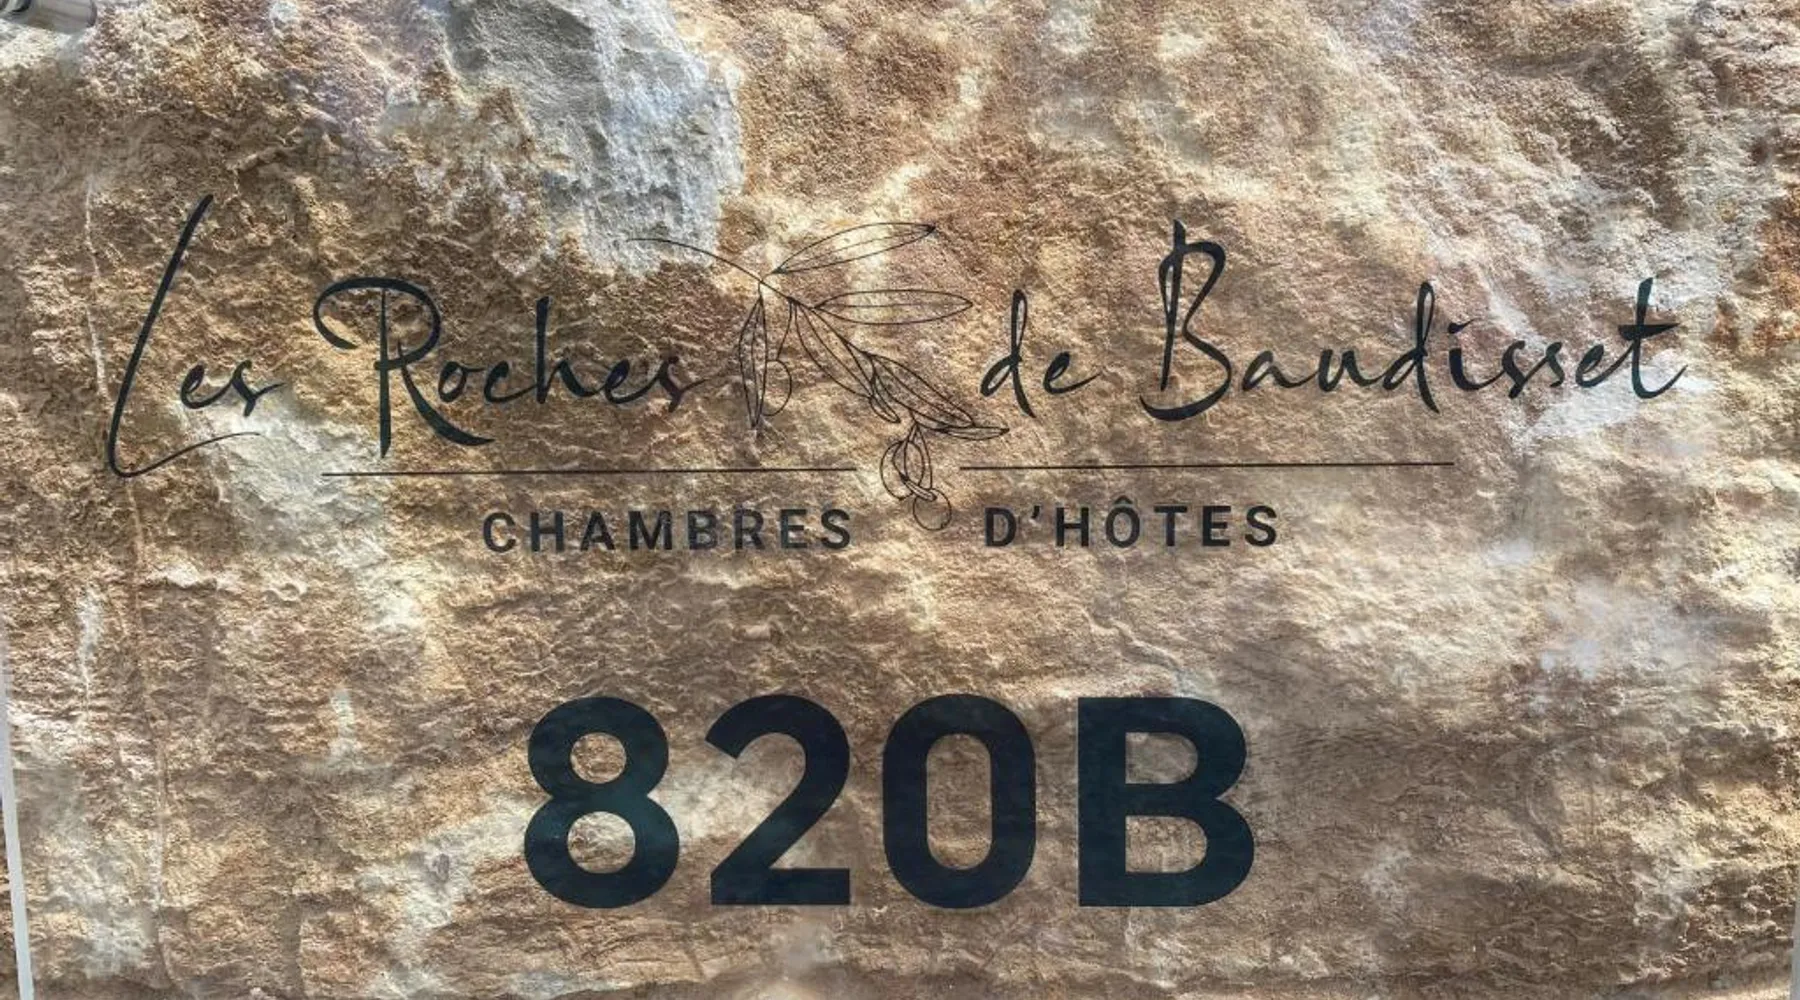 Les Roches de Baudisset
CHAMBRES D'HÔTES
820B